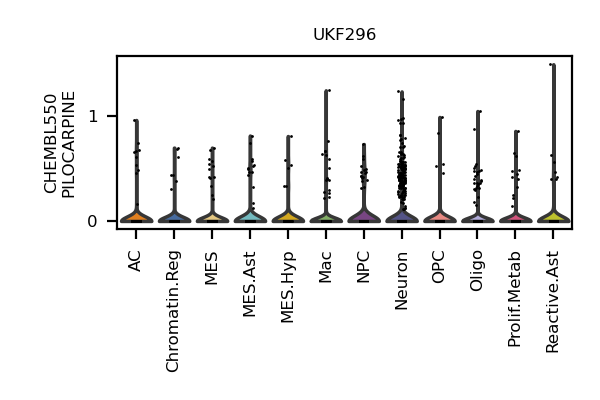 UKF296
CHEMBL550
PILOCARPINE
1
0
AC
Chromatin.Reg
MES
MES.Ast
MES.Hyp
Mac
NPC
Neuron
OPC
Oligo
Prolif.Metab
Reactive.Ast